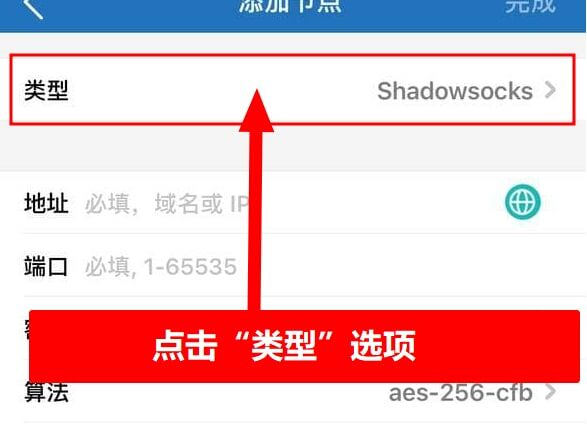 添加节点 完成
类型 Shadowsocks
地址 必填，域名或 IP
端口 必填, 1-65535
点击“类型”选项
算法 aes-256-cfb